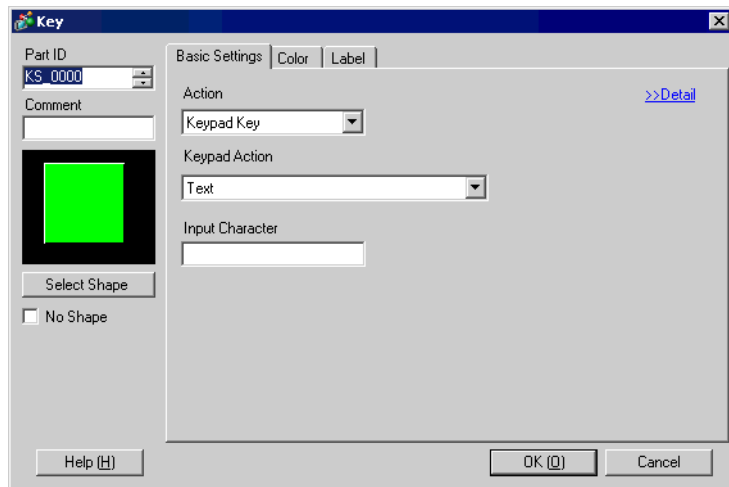 Key
Part ID
KS_0000
Comment
Select Shape
No Shape
Basic Settings
Color
Label
Action
>>Detail
Keypad Key
Keypad Action
Text
Input Character
Help (H)
OK (O)
Cancel